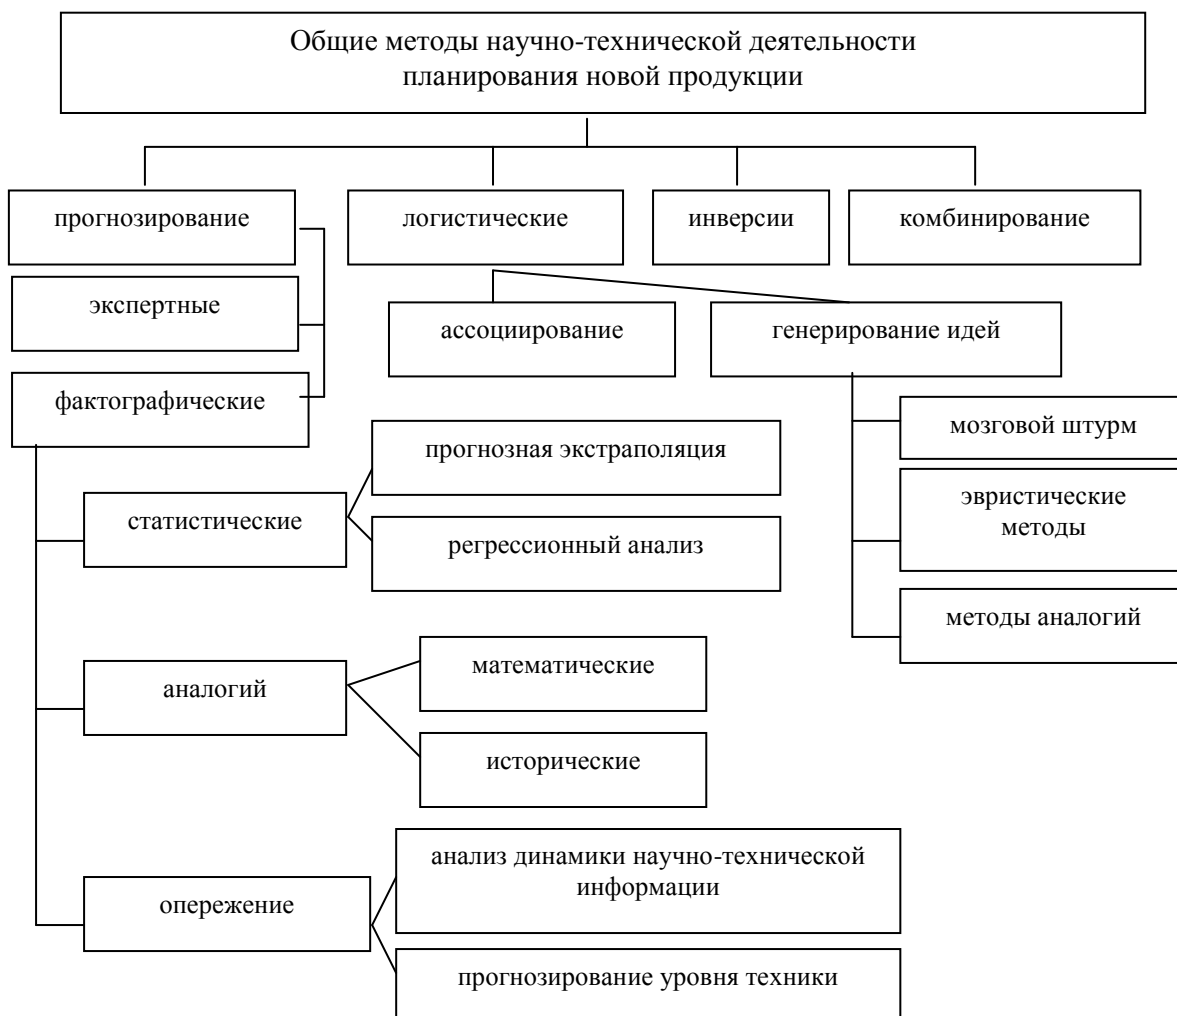 Общие методы научно-технической деятельности
планирования новой продукции
прогнозирование
логистические
инверсии
комбинирование
экспертные
ассоциирование
генерирование идей
фактографические
мозговой штурм
прогнозная экстраполяция
эвристические
методы
статистические
регрессионный анализ
методы аналогий
математические
аналогий
исторические
анализ динамики научно-технической
информации
опережение
прогнозирование уровня техники